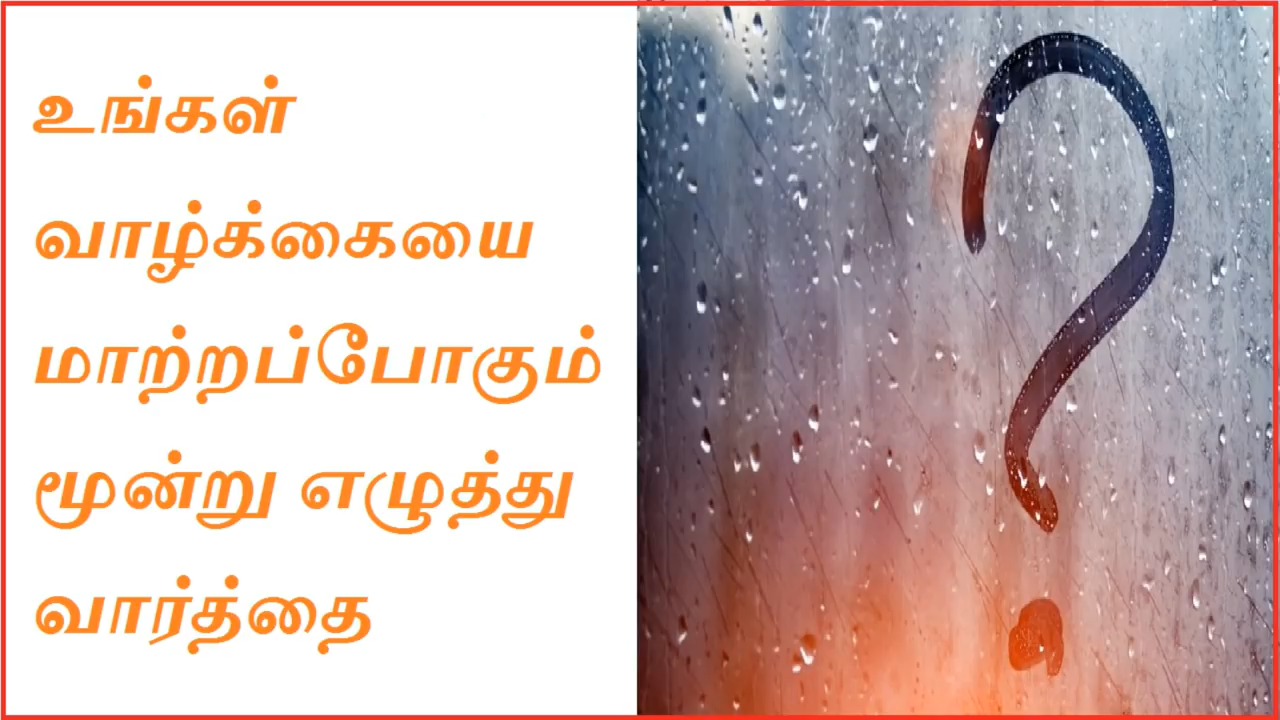 உங்கள்
வாழ்க்கையை
மாற்றப்போகும்
மூன்று எழுத்து
வார்த்தை
?